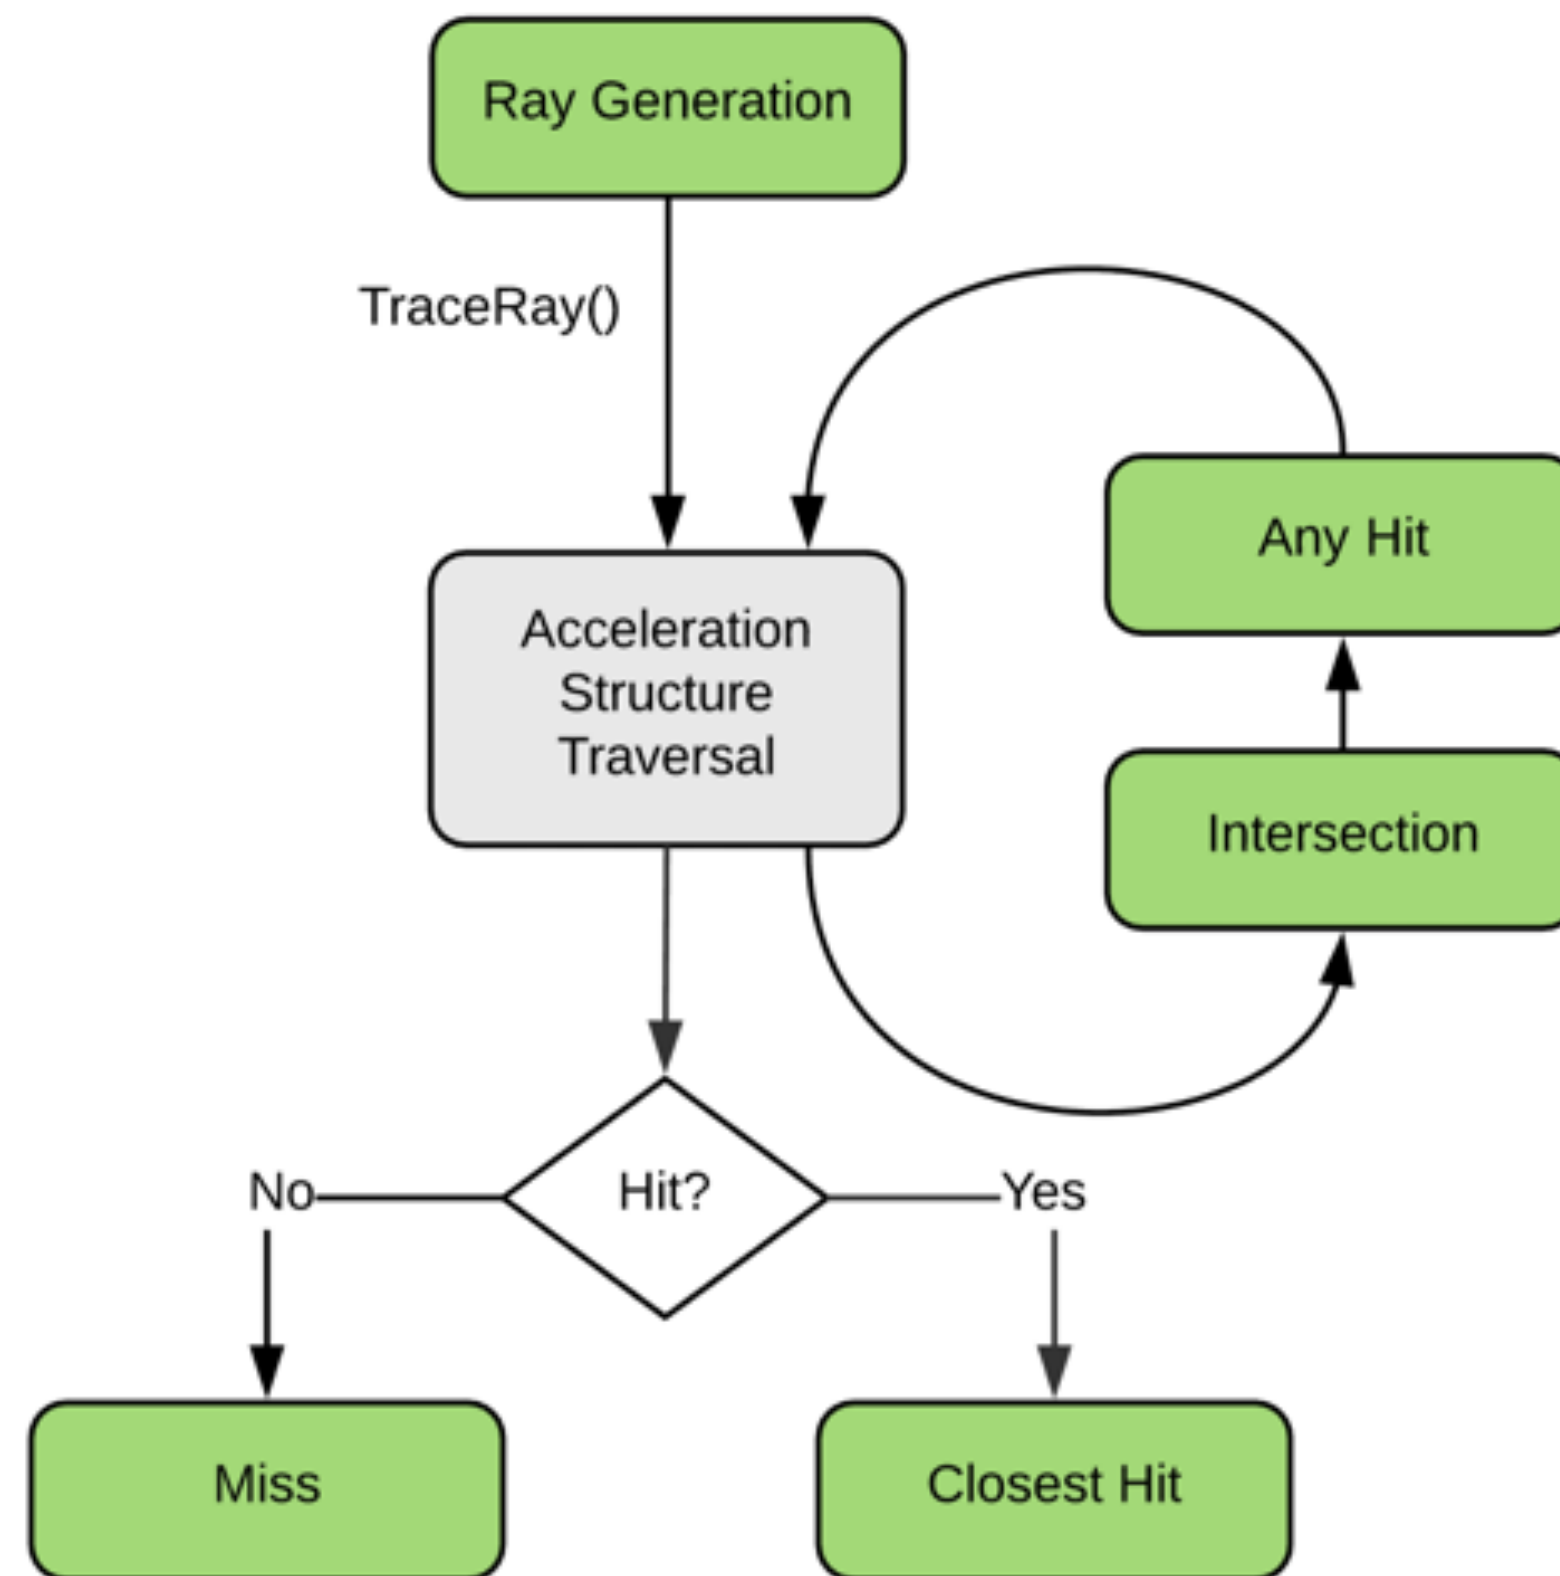 Ray Generation
TraceRay()
Any Hit
Acceleration
Structure
Traversal
Intersection
Hit?
No
Yes
Miss
Closest Hit